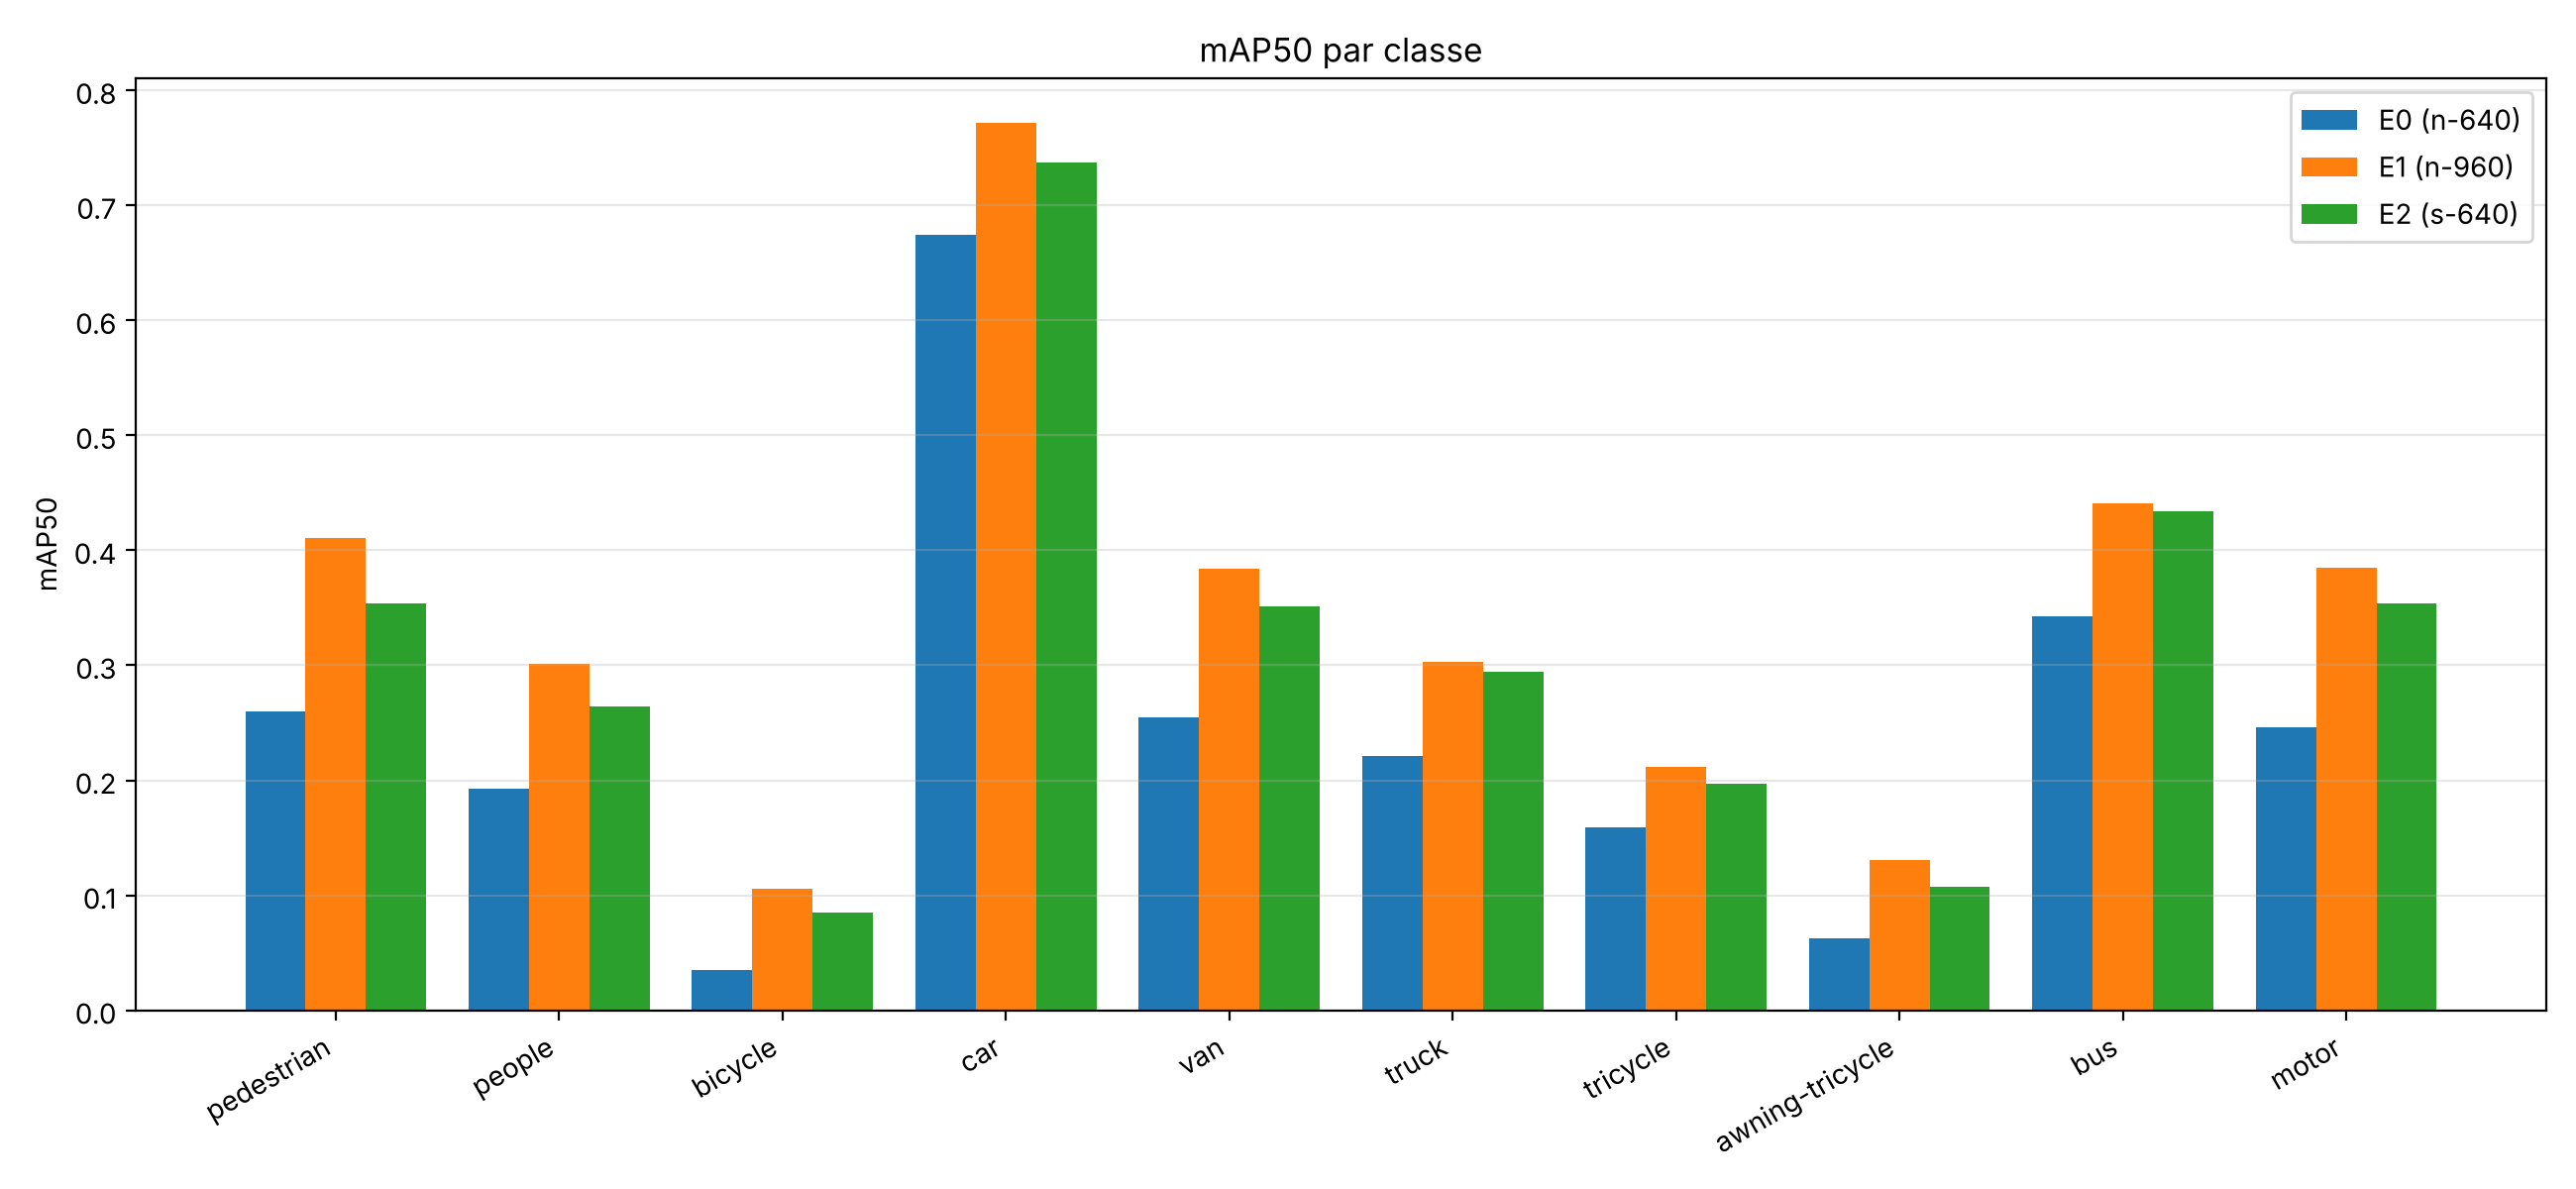 mAP50 par classe
0.8
0.7
0.6
0.5
0.4
0.3
0.2
0.1
0.0
mAP50
E0 (n-640)
E1 (n-960)
E2 (s-640)
pedestrian
people
bicycle
car
van
truck
tricycle
awning-tricycle
bus
motor